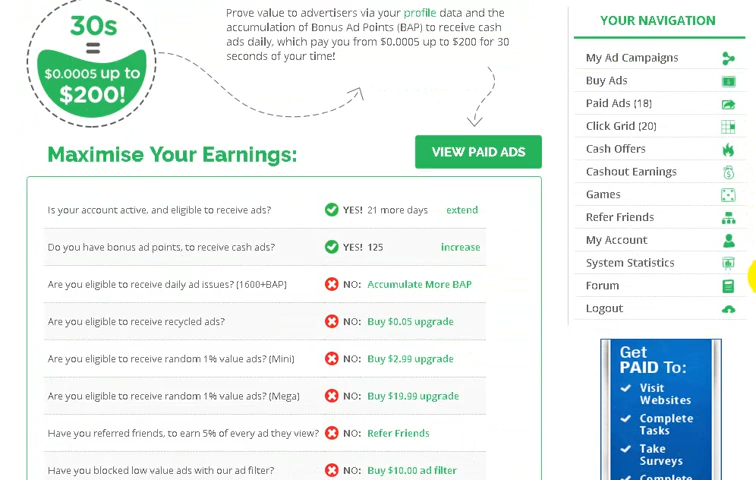 30s
=
$0.0005 up to
$200!
Prove value to advertisers via your profile data and the
accumulation of Bonus Ad Points (BAP) to receive cash
ads daily, which pay you from $0.0005 up to $200 for 30
seconds of your time!
Maximise Your Earnings:
VIEW PAID ADS
Is your account active, and eligible to receive ads? YES! 21 more days extend
Do you have bonus ad points, to receive cash ads? YES! 125 increase
Are you eligible to receive daily ad issues? (1600+BAP) NO: Accumulate More BAP
Are you eligible to receive recycled ads? NO: Buy $0.05 upgrade
Are you eligible to receive random 1% value ads? (Mini) NO: Buy $2.99 upgrade
Are you eligible to receive random 1% value ads? (Mega) NO: Buy $19.99 upgrade
Have you referred friends, to earn 5% of every ad they view? NO: Refer Friends
Have you blocked low value ads with our ad filter? NO: Buy $10.00 ad filter
YOUR NAVIGATION
My Ad Campaigns
Buy Ads
Paid Ads (18)
Click Grid (20)
Cash Offers
Cashout Earnings
Games
Refer Friends
My Account
System Statistics
Forum
Logout
Get
PAID To:
Visit
Websites
Complete
Tasks
Take
Surveys
Complete